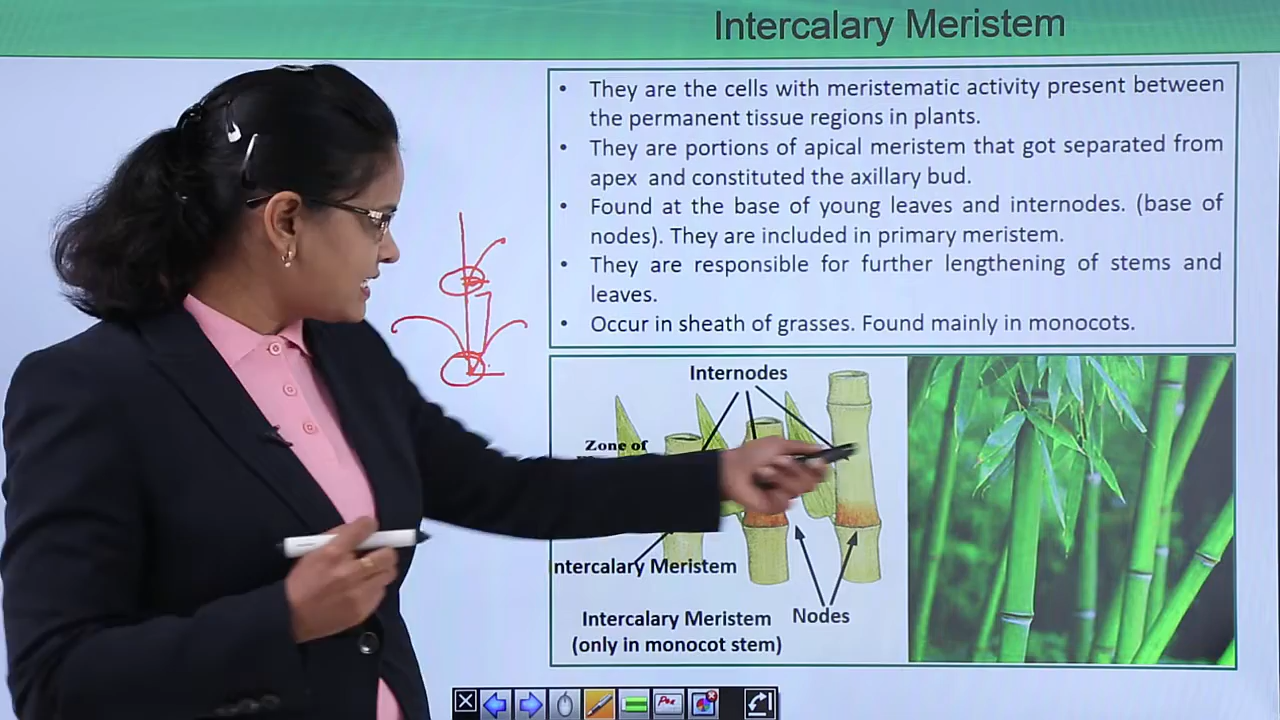 Intercalary Meristem
• They are the cells with meristematic activity present between
the permanent tissue regions in plants.
• They are portions of apical meristem that got separated from
apex and constituted the axillary bud.
• Found at the base of young leaves and internodes. (base of
nodes). They are included in primary meristem.
• They are responsible for further lengthening of stems and
leaves.
• Occur in sheath of grasses. Found mainly in monocots.
Internodes
Zone of
ntercalary Meristem
Nodes
Intercalary Meristem
(only in monocot stem)